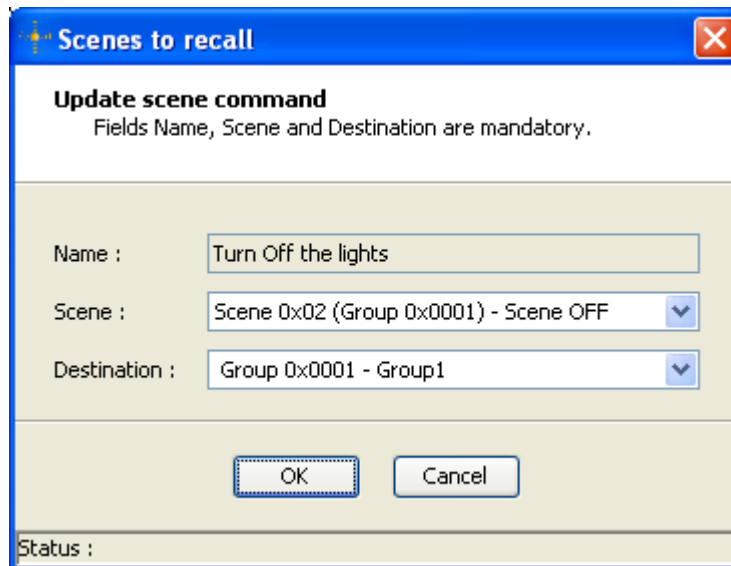 Scenes to recall
Update scene command
Fields Name, Scene and Destination are mandatory.
Name : Turn Off the lights
Scene : Scene 0x02 (Group 0x0001) - Scene OFF
Destination : Group 0x0001 - Group1
OK Cancel
Status :